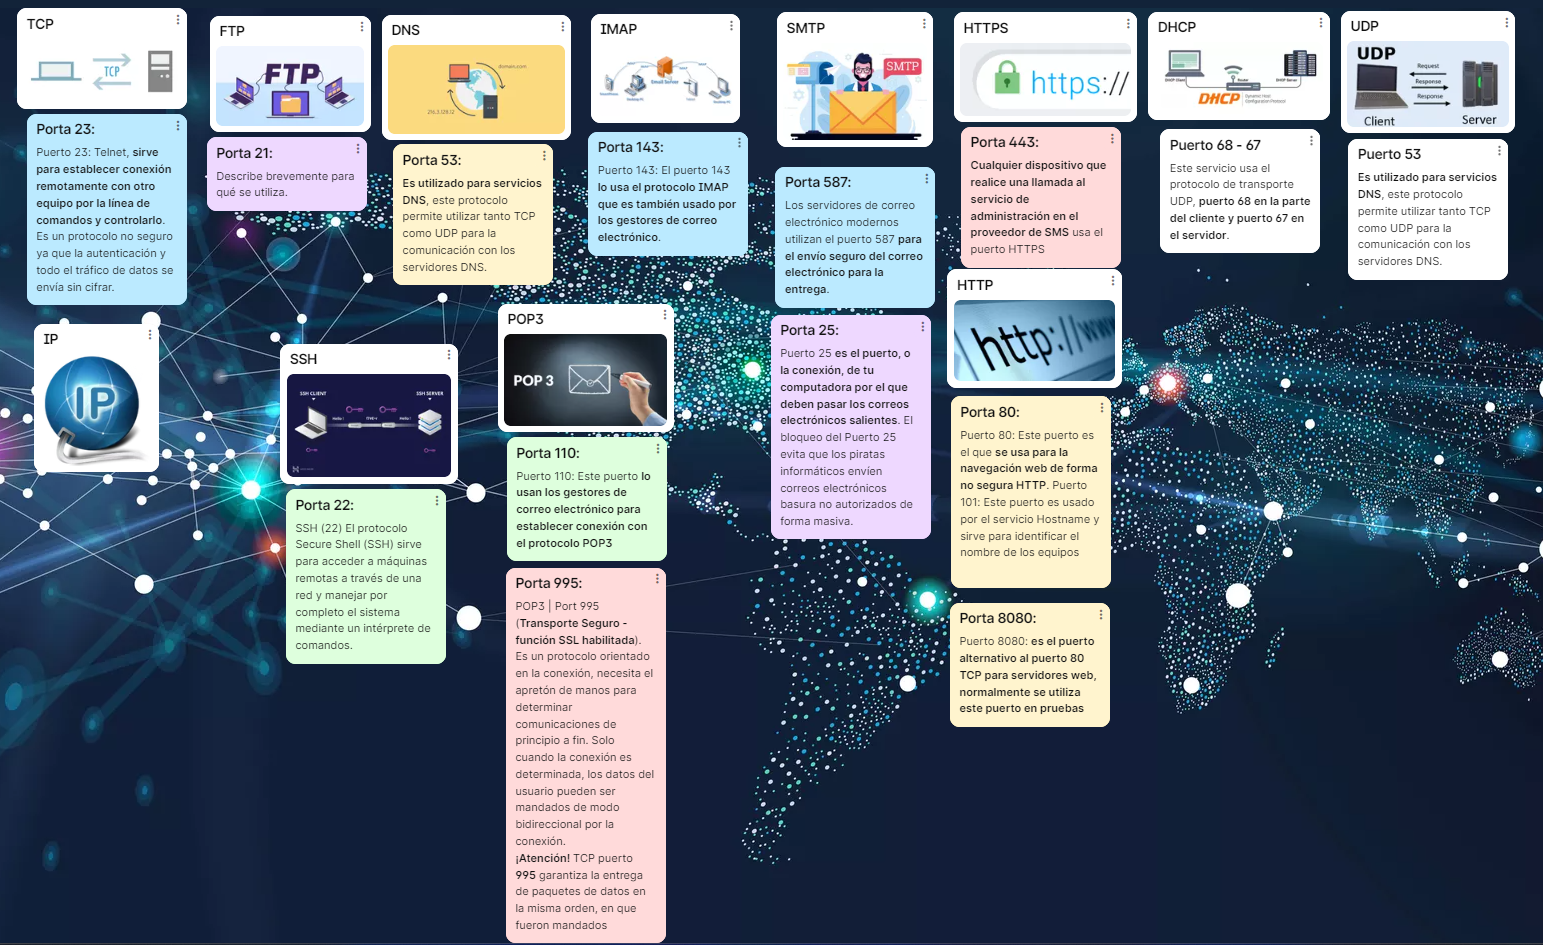 TCP
TCP
Porta 23:
Puerto 23: Telnet, sirve
para establecer conexión
remotamente con otro
equipo por la línea de
comandos y controlarlo.
Es un protocolo no seguro
ya que la autenticación y
todo el tráfico de datos se
envía sin cifrar.
IP
IP
FTP
FTP
Porta 21:
Describe brevemente para
qué se utiliza.
SSH
SSH CLIENT
SSH SERVER
Porta 22:
SSH (22) El protocolo
Secure Shell (SSH) sirve
para acceder a máquinas
remotas a través de una
red y manejar por
completo el sistema
mediante un intérprete de
comandos.
DNS
domain.com
216.3.128.12
Porta 53:
Es utilizado para servicios
DNS, este protocolo
permite utilizar tanto TCP
como UDP para la
comunicación con los
servidores DNS.
POP3
POP 3
Porta 110:
Puerto 110: Este puerto lo
usan los gestores de
correo electrónico para
establecer conexión con
el protocolo POP3
Porta 995:
POP3 | Port 995
(Transporte Seguro -
función SSL habilitada).
Es un protocolo orientado
en la conexión, necesita el
apretón de manos para
determinar
comunicaciones de
principio a fin. Solo
cuando la conexión es
determinada, los datos del
usuario pueden ser
mandados de modo
bidireccional por la
conexión.
¡Atención! TCP puerto
995 garantiza la entrega
de paquetes de datos en
la misma orden, en que
fueron mandados
IMAP
Email Server
Porta 143:
Puerto 143: El puerto 143
lo usa el protocolo IMAP
que es también usado por
los gestores de correo
electrónico.
SMTP
SMTP
Porta 587:
Los servidores de correo
electrónico modernos
utilizan el puerto 587 para
el envío seguro del correo
electrónico para la
entrega.
Porta 25:
Puerto 25 es el puerto, o
la conexión, de tu
computadora por el que
deben pasar los correos
electrónicos salientes. El
bloqueo del Puerto 25
evita que los piratas
informáticos envíen
correos electrónicos
basura no autorizados de
forma masiva.
HTTPS
https://
Porta 443:
Cualquier dispositivo que
realice una llamada al
servicio de
administración en el
proveedor de SMS usa el
puerto HTTPS
HTTP
http://www
Porta 80:
Puerto 80: Este puerto es
el que se usa para la
navegación web de forma
no segura HTTP. Puerto
101: Este puerto es usado
por el servicio Hostname y
sirve para identificar el
nombre de los equipos
Porta 8080:
Puerto 8080: es el puerto
alternativo al puerto 80
TCP para servidores web,
normalmente se utiliza
este puerto en pruebas
DHCP
DHCP Client
Router
DHCP Server
DHCP Dynamic Host
Configuration Protocol
Puerto 68 - 67
Este servicio usa el
protocolo de transporte
UDP, puerto 68 en la parte
del cliente y puerto 67 en
el servidor.
UDP
UDP
Request
Response
Response
Client
Server
Puerto 53
Es utilizado para servicios
DNS, este protocolo
permite utilizar tanto TCP
como UDP para la
comunicación con los
servidores DNS.